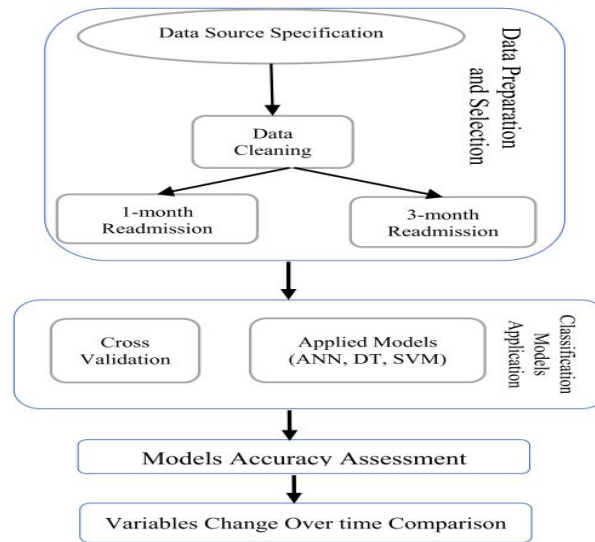 Data Source Specification
Data Preparation
and Selection
Data
Cleaning
1-month
Readmission
3-month
Readmission
Cross
Validation
Applied Models
(ANN, DT, SVM)
Classification
Models
Application
Models Accuracy Assessment
Variables Change Over time Comparison